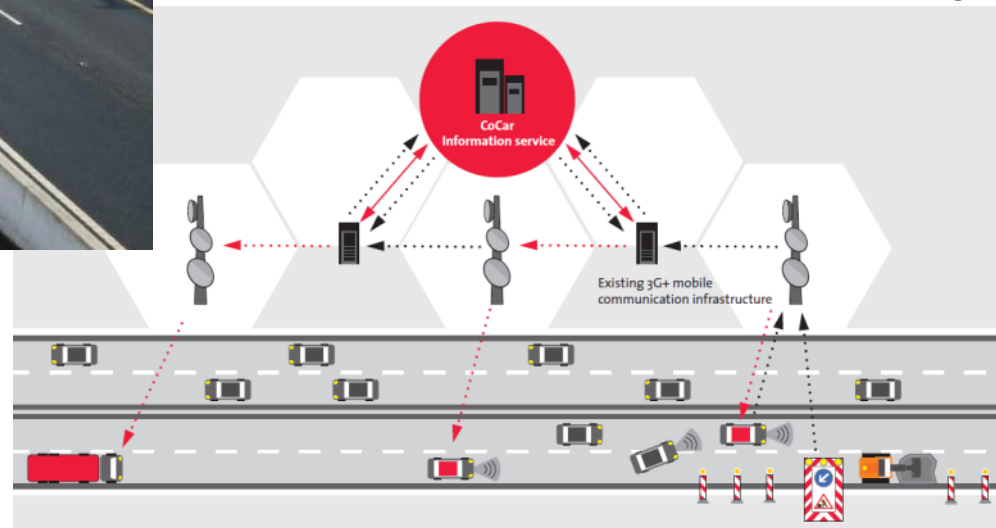 CoCar
Information service
Existing 3G+ mobile
communication infrastructure